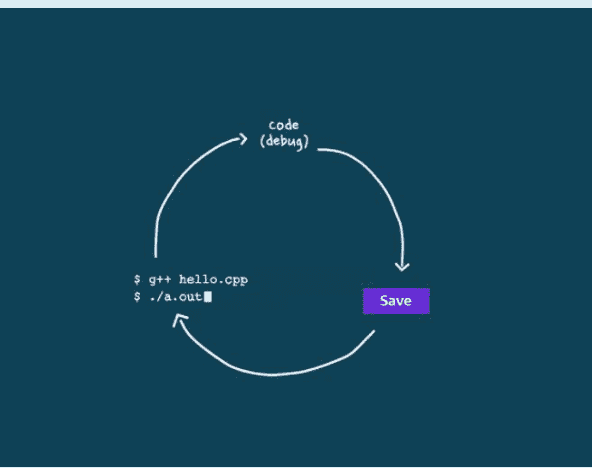 code
(debug)
$ g++ hello.cpp
$ ./a.out
Save